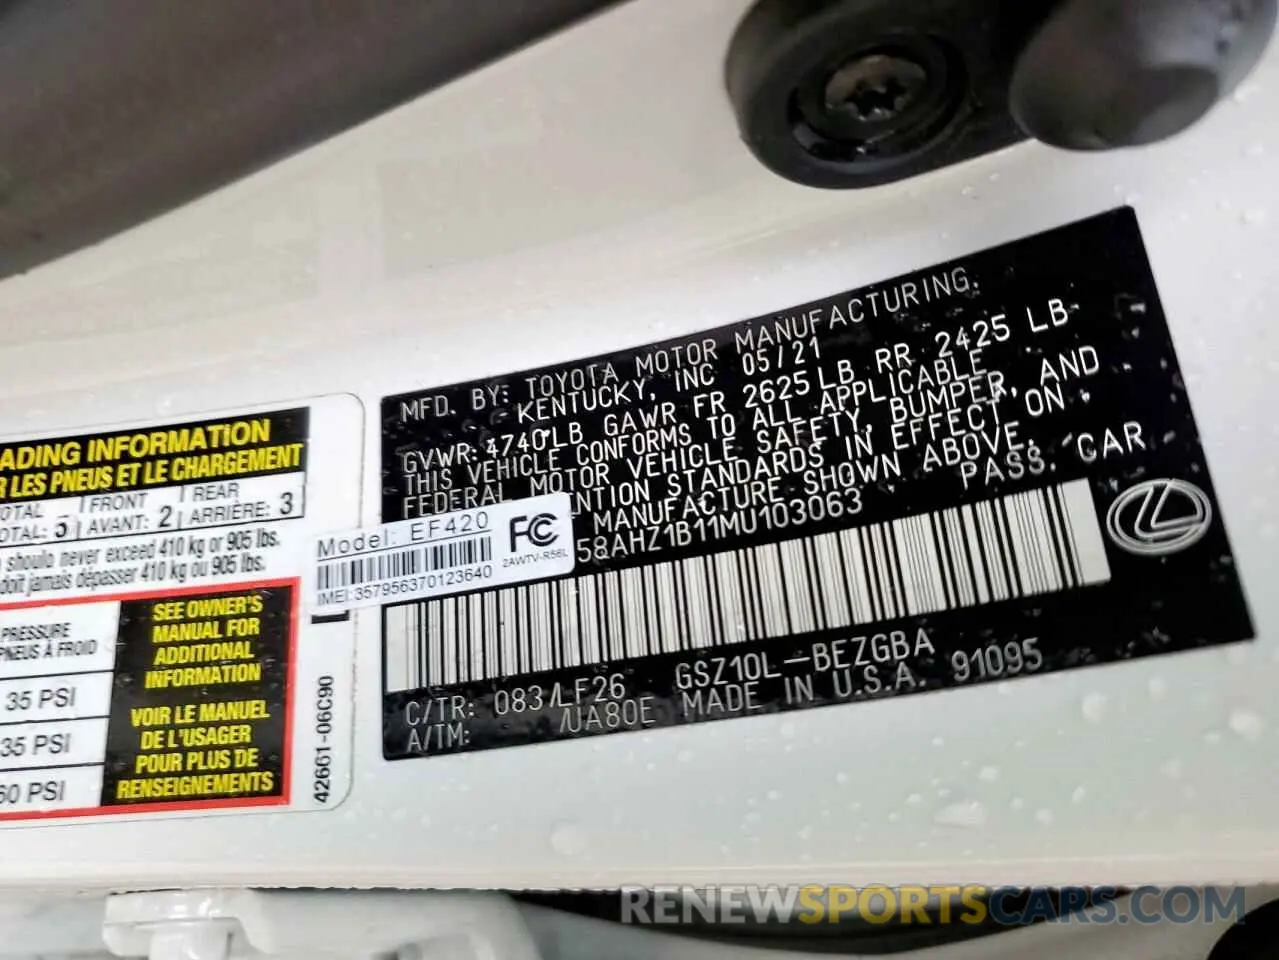 MFD. BY: TOYOTA MOTOR MANUFACTURING,
KENTUCKY, INC 05/21
GVWR: 4740LB GAWR FR 2625LB RR 2425 LB
THIS VEHICLE CONFORMS TO ALL APPLICABLE
FEDERAL MOTOR VEHICLE SAFETY, BUMPER, AND
STANDARDS IN EFFECT ON
MANUFACTURE SHOWN ABOVE.
58AHZ1B11MU103063 PASS. CAR
C/TR: 083/LF26 GSZ10L-BEZGBA
A/TM: /UA80E MADE IN U.S.A. 91095
Model: EF420
FC
2AWTV-R56L
IMEI:357956370123640
ADING INFORMATION
R LES PNEUS ET LE CHARGEMENT
FRONT REAR
TOTAL: 5 AVANT: 2 ARRIÈRE: 3
should never exceed 410 kg or 905 lbs.
doit jamais dépasser 410 kg ou 905 lbs.
PRESSURE
PNEUS À FROID
35 PSI
35 PSI
60 PSI
SEE OWNER'S
MANUAL FOR
ADDITIONAL
INFORMATION
VOIR LE MANUEL
DE L'USAGER
POUR PLUS DE
RENSEIGNEMENTS
42661-06C90
RENEWSPORTSCARS.COM